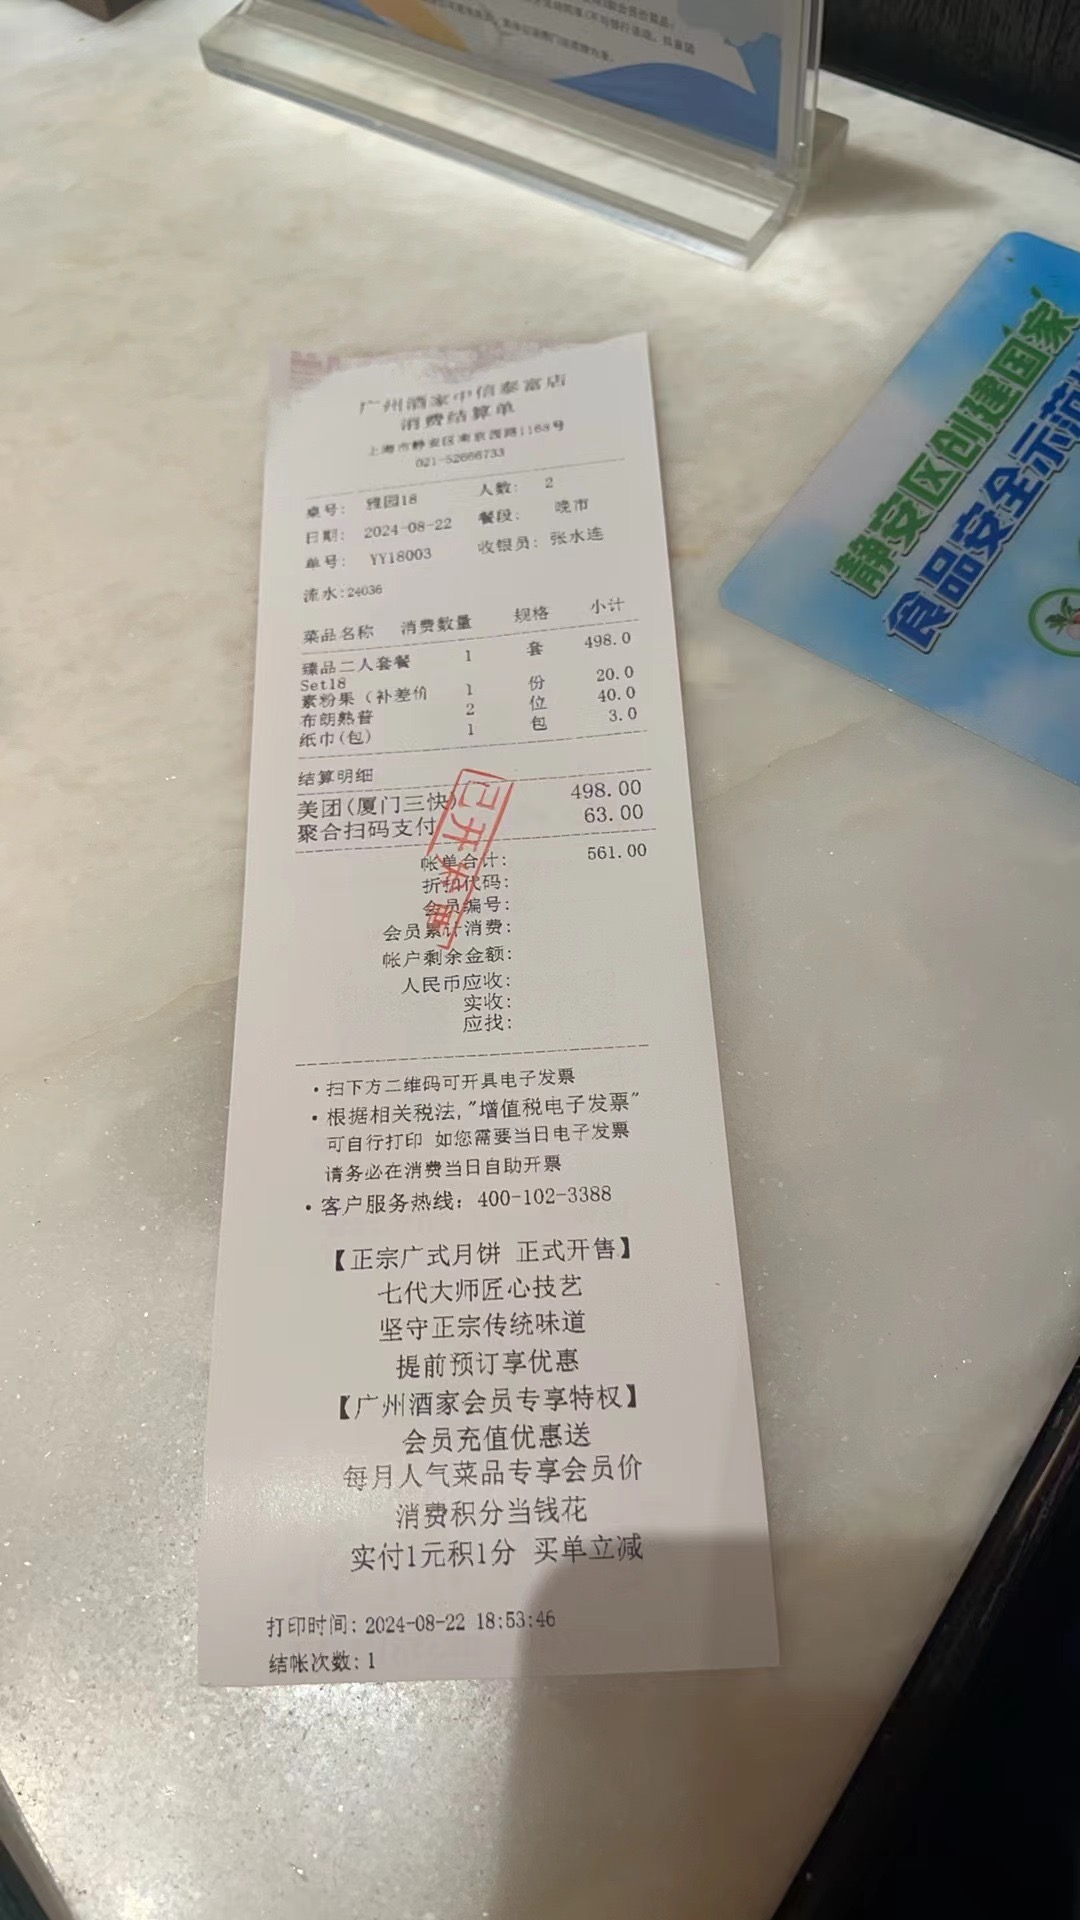 静安区创建国家
食品安全示范
广州酒家中信泰富店
消费结算单
上海市静安区南京西路1168号
021-52666733
桌号: 雅园18 人数: 2
日期: 2024-08-22 餐段: 晚市
单号: YY18003 收银员: 张水连
流水:24036
菜品名称 消费数量 规格 小计
臻品二人套餐 1 套 498.0
Set18
素粉果(补差价 1 份 20.0
布朗熟普 2 位 40.0
纸巾(包) 1 包 3.0
结算明细
美团(厦门三快) 498.00
聚合扫码支付 63.00
已开发票
帐单合计: 561.00
折扣代码:
会员编号:
会员累计消费:
帐户剩余金额:
人民币应收:
实收:
应找:
·扫下方二维码可开具电子发票
·根据相关税法,"增值税电子发票"
可自行打印 如您需要当日电子发票
请务必在消费当日自助开票
·客户服务热线: 400-102-3388
【正宗广式月饼 正式开售】
七代大师匠心技艺
坚守正宗传统味道
提前预订享优惠
【广州酒家会员专享特权】
会员充值优惠送
每月人气菜品专享会员价
消费积分当钱花
实付1元积1分 买单立减
打印时间: 2024-08-22 18:53:46
结帐次数: 1